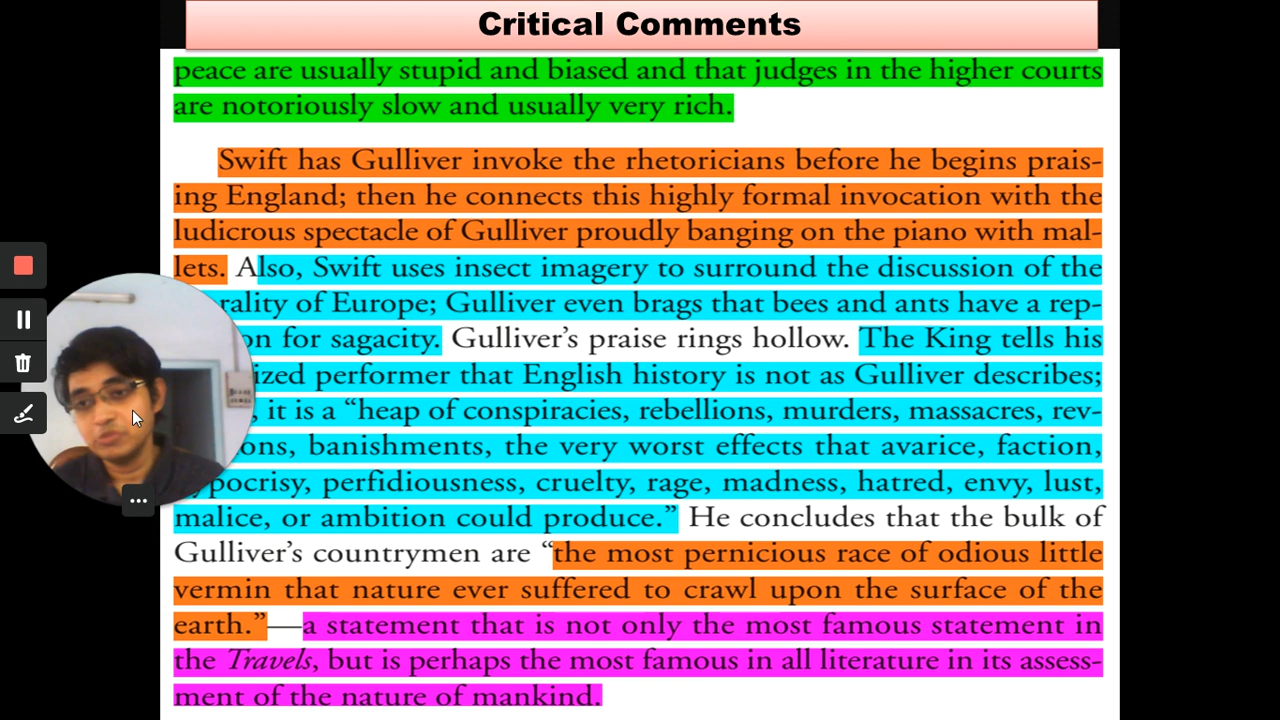 Critical Comments
peace are usually stupid and biased and that judges in the higher courts
are notoriously slow and usually very rich.
Swift has Gulliver invoke the rhetoricians before he begins prais-
ing England; then he connects this highly formal invocation with the
ludicrous spectacle of Gulliver proudly banging on the piano with mal-
lets. Also, Swift uses insect imagery to surround the discussion of the
rality of Europe; Gulliver even brags that bees and ants have a rep-
on for sagacity. Gulliver’s praise rings hollow. The King tells his
ized performer that English history is not as Gulliver describes;
, it is a “heap of conspiracies, rebellions, murders, massacres, rev-
ons, banishments, the very worst effects that avarice, faction,
ypocrisy, perfidiousness, cruelty, rage, madness, hatred, envy, lust,
malice, or ambition could produce.” He concludes that the bulk of
Gulliver’s countrymen are “the most pernicious race of odious little
vermin that nature ever suffered to crawl upon the surface of the
earth.”—a statement that is not only the most famous statement in
the Travels, but is perhaps the most famous in all literature in its assess-
ment of the nature of mankind.